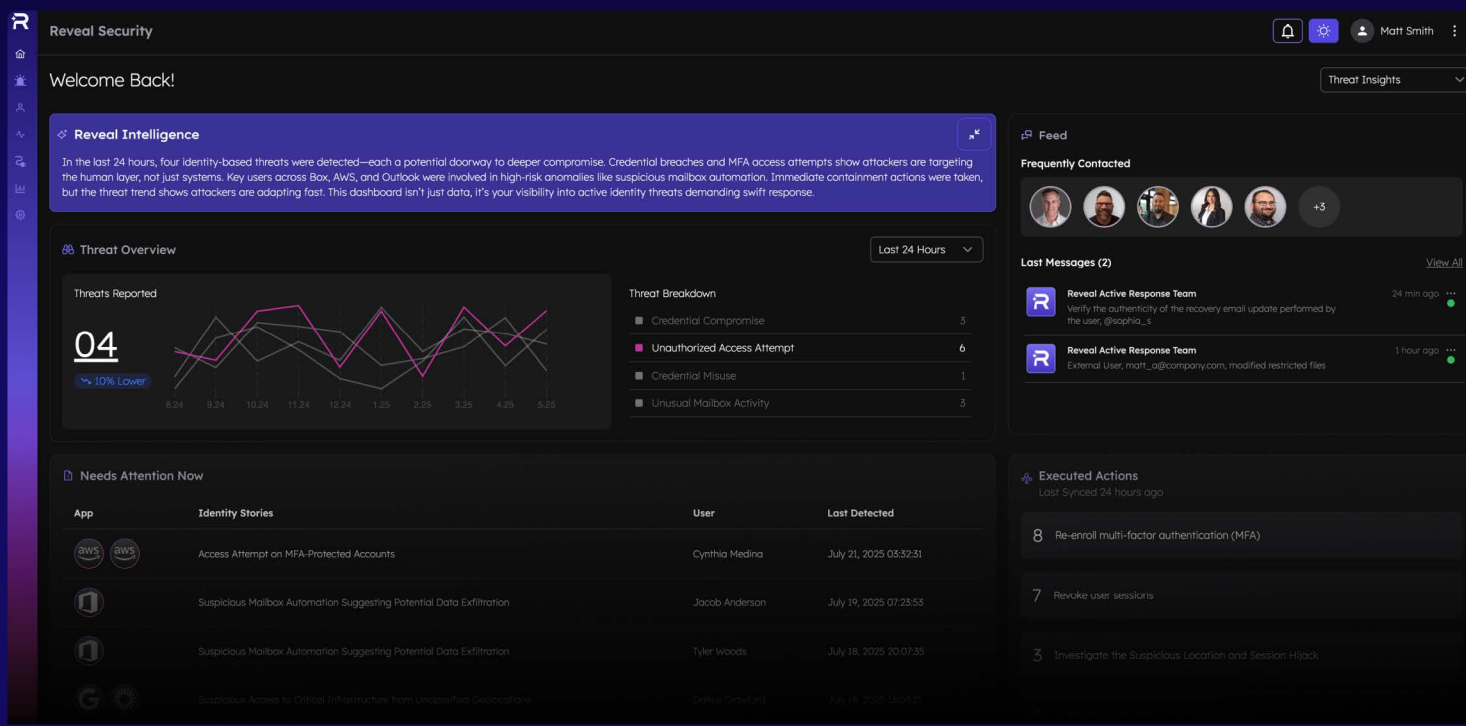 R
Reveal Security
Matt Smith
Welcome Back!
Threat Insights
Reveal Intelligence
In the last 24 hours, four identity-based threats were detected—each a potential doorway to deeper compromise. Credential breaches and MFA access attempts show attackers are targeting
the human layer, not just systems. Key users across Box, AWS, and Outlook were involved in high-risk anomalies like suspicious mailbox automation. Immediate containment actions were taken,
but the threat trend shows attackers are adapting fast. This dashboard isn't just data, it's your visibility into active identity threats demanding swift response.
Threat Overview
Last 24 Hours
Threats Reported
04
10% Lower
8.24 9.24 10.24 11.24 12.24 1.25 2.25 3.25 4.25 5.25
Threat Breakdown
Credential Compromise 3
Unauthorized Access Attempt 6
Credential Misuse 1
Unusual Mailbox Activity 3
Feed
Frequently Contacted
+3
Last Messages (2)
View All
Reveal Active Response Team 24 min ago
Verify the authenticity of the recovery email update performed by
the user, @sophia_s
Reveal Active Response Team 1 hour ago
External User, matt_a@company.com, modified restricted files
Needs Attention Now
App Identity Stories User Last Detected
aws aws Access Attempt on MFA-Protected Accounts Cynthia Medina July 21, 2025 03:32:31
Suspicious Mailbox Automation Suggesting Potential Data Exfiltration Jacob Anderson July 19, 2025 07:23:53
Suspicious Mailbox Automation Suggesting Potential Data Exfiltration Tyler Woods July 18, 2025 20:07:35
Suspicious Access to Critical Infrastructure from Unclassified Geolocations
Executed Actions
Last Synced 24 hours ago
8 Re-enroll multi-factor authentication (MFA)
7 Revoke user sessions
3 Investigate the Suspicious Location and Session Hijack